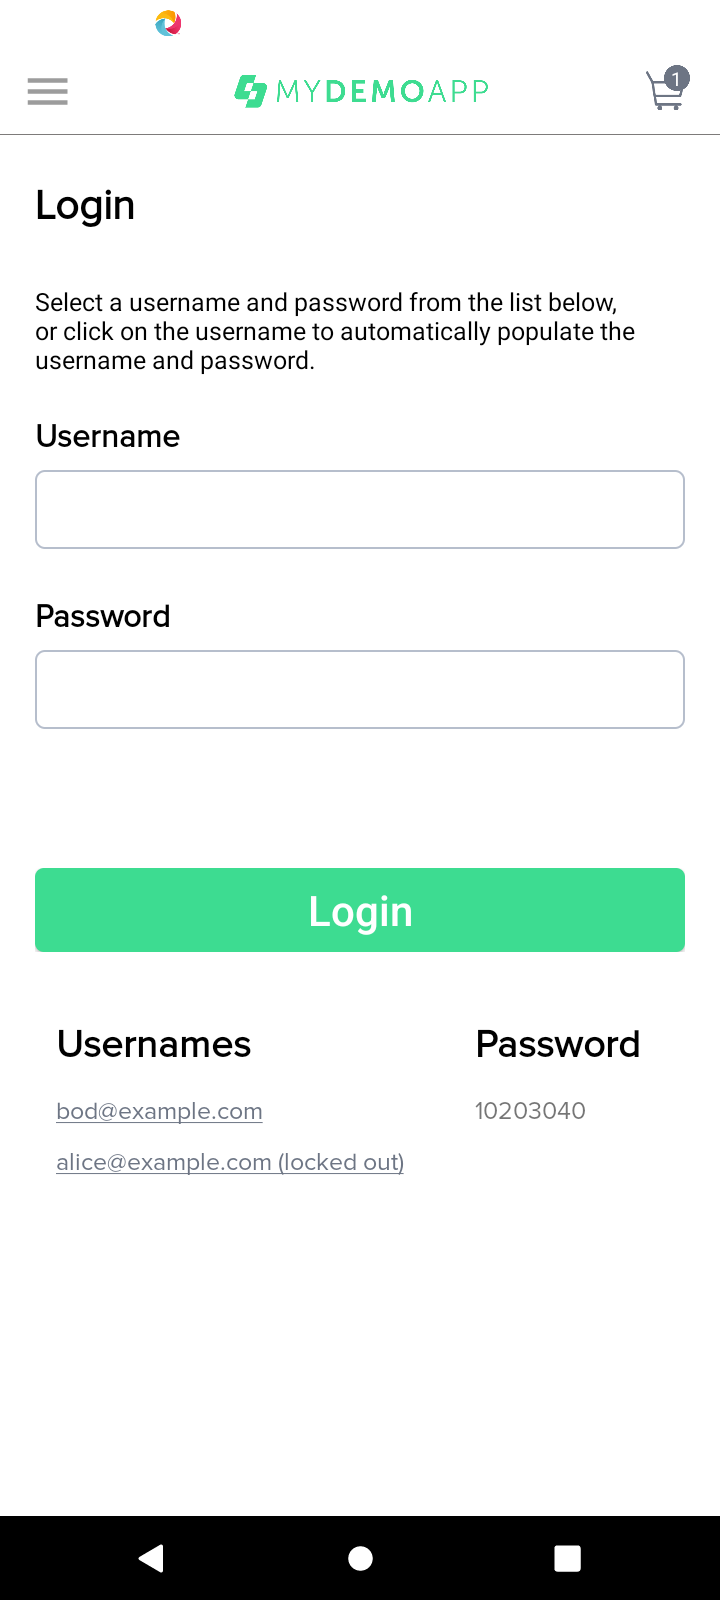 MYDEMOAPP
1
Login
Select a username and password from the list below,
or click on the username to automatically populate the
username and password.
Username
Password
Login
Usernames Password
bod@example.com 10203040
alice@example.com (locked out)